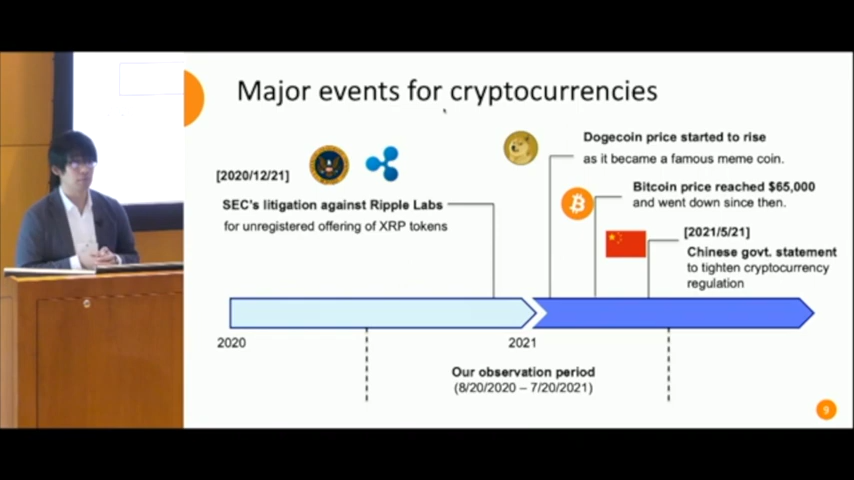 Major events for cryptocurrencies
[2020/12/21]
SEC's litigation against Ripple Labs
for unregistered offering of XRP tokens
Dogecoin price started to rise
as it became a famous meme coin.
Bitcoin price reached $65,000
and went down since then.
[2021/5/21]
Chinese govt. statement
to tighten cryptocurrency
regulation
2020
2021
Our observation period
(8/20/2020 – 7/20/2021)
9